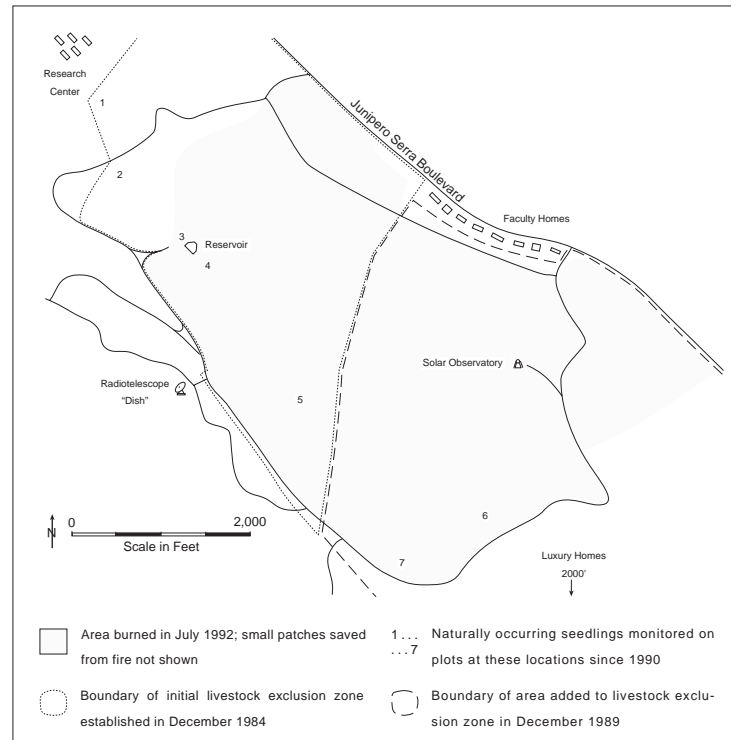 Research
Center
1
Junipero Serra Boulevard
2
Faculty Homes
3
Reservoir
4
Solar Observatory
Radiotelescope
“Dish”
5
6
0
2,000
N
Scale in Feet
7
Luxury Homes
2000'
Area burned in July 1992; small patches saved
from fire not shown
1 . . .
. . . 7
Naturally occurring seedlings monitored on
plots at these locations since 1990
Boundary of initial livestock exclusion zone
established in December 1984
Boundary of area added to livestock exclu-
sion zone in December 1989